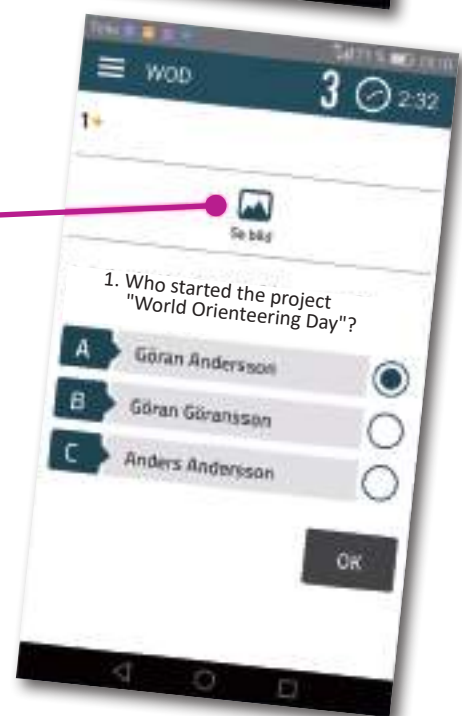 WOD 3 2:32
1
Se bild
1. Who started the project
"World Orienteering Day"?
A Göran Andersson
B Göran Göransson
C Anders Andersson
OK